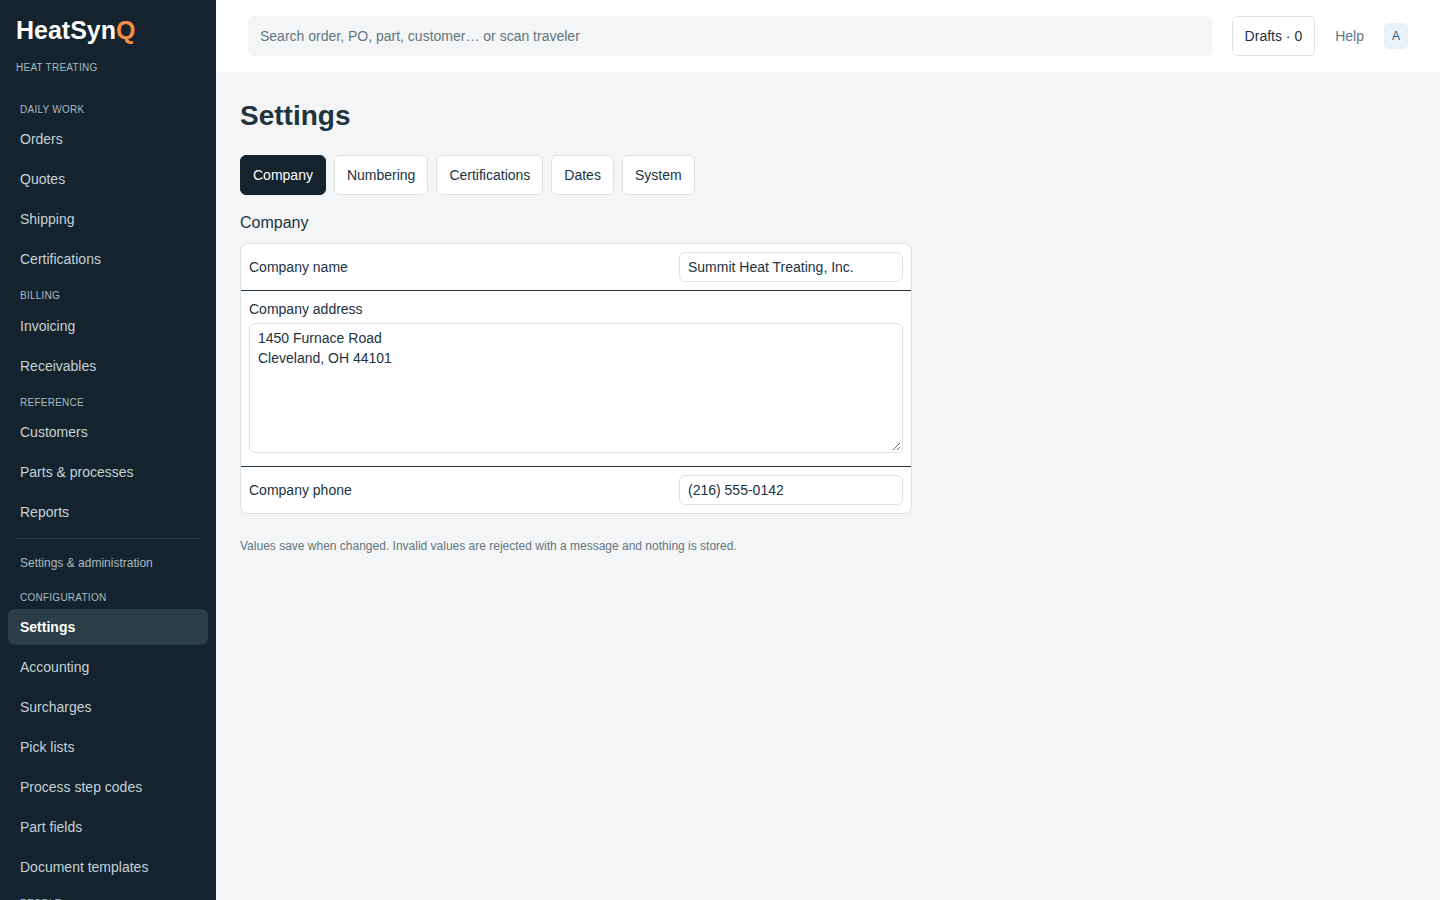 HeatSynQ
HEAT TREATING
DAILY WORK
Orders
Quotes
Shipping
Certifications
BILLING
Invoicing
Receivables
REFERENCE
Customers
Parts & processes
Reports
Settings & administration
CONFIGURATION
Settings
Accounting
Surcharges
Pick lists
Process step codes
Part fields
Document templates
Search order, PO, part, customer… or scan traveler
Drafts · 0
Help
A
Settings
Company
Numbering
Certifications
Dates
System
Company
Company name
Summit Heat Treating, Inc.
Company address
1450 Furnace Road
Cleveland, OH 44101
Company phone
(216) 555-0142
Values save when changed. Invalid values are rejected with a message and nothing is stored.